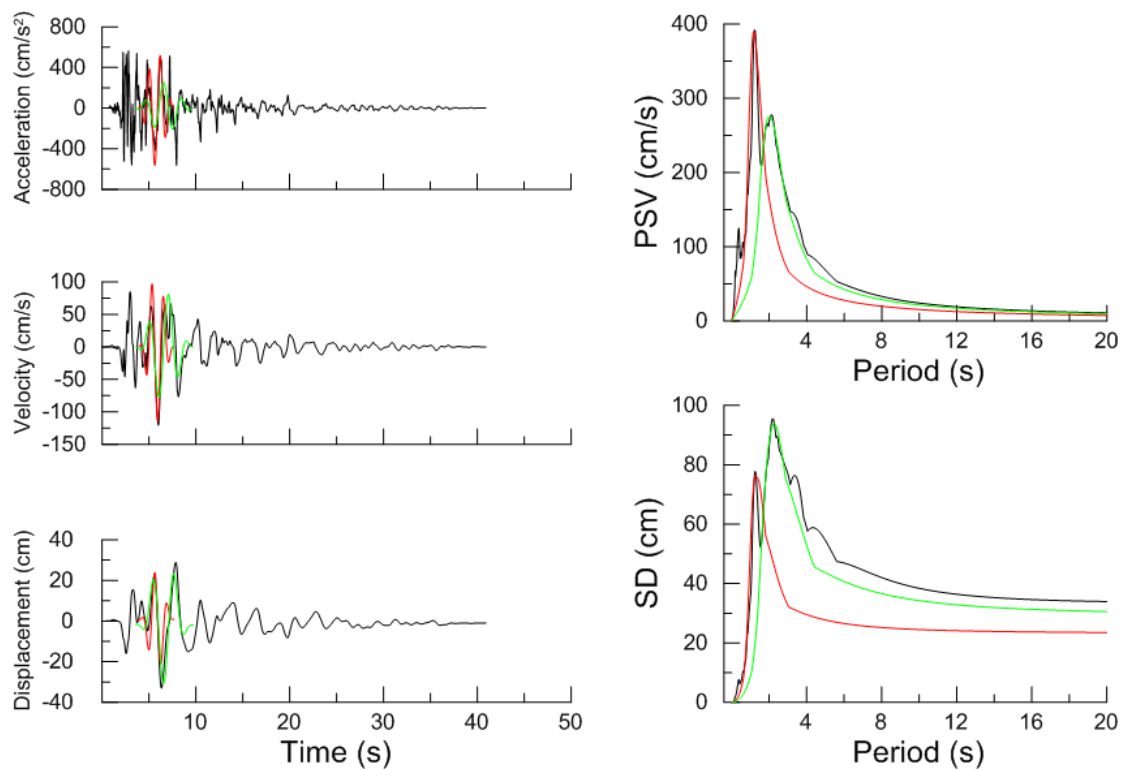 800
400
0
-400
-800
Acceleration (cm/s²)
100
50
0
-50
-100
-150
Velocity (cm/s)
40
20
0
-20
-40
Displacement (cm)
10 20 30 40 50
Time (s)
400
300
200
100
0
PSV (cm/s)
4 8 12 16 20
Period (s)
100
80
60
40
20
0
SD (cm)
4 8 12 16 20
Period (s)